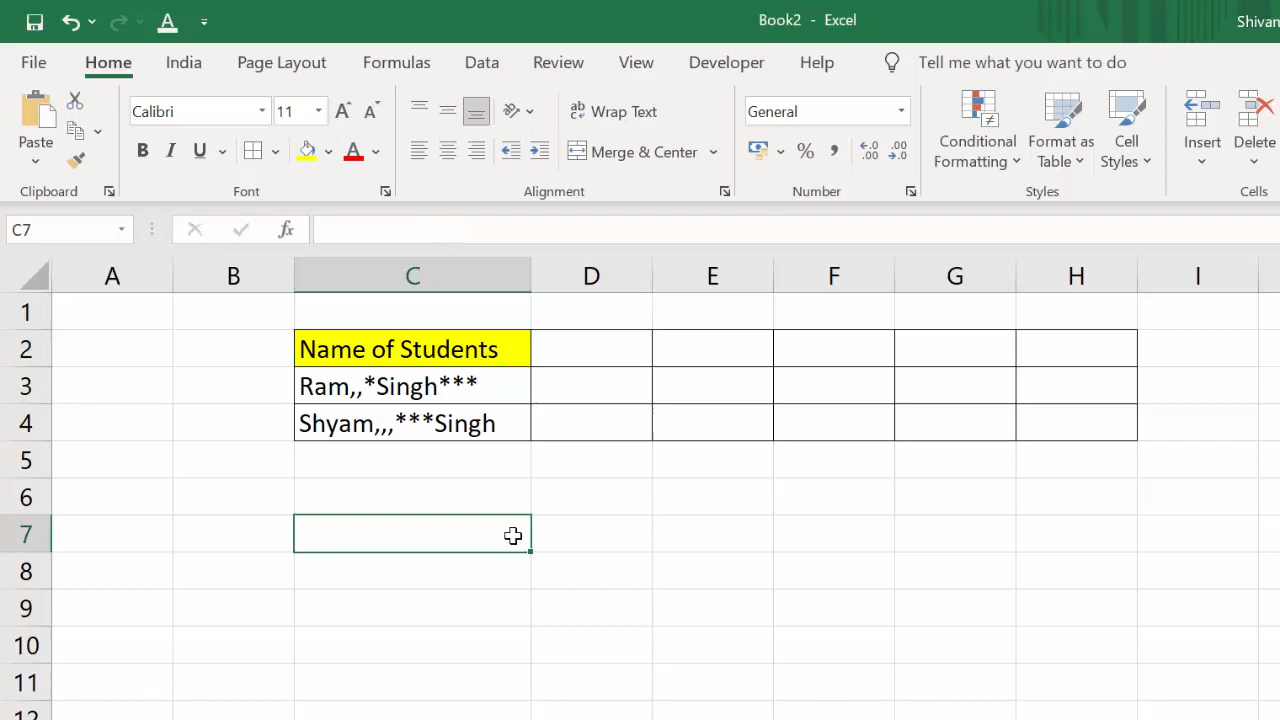 Book2 - Excel
Shivam
File Home India Page Layout Formulas Data Review View Developer Help Tell me what you want to do
Paste
Clipboard
Calibri 11
B I U
Font
Wrap Text
Merge & Center
Alignment
General
Number
Conditional Formatting
Format as Table
Cell Styles
Styles
Insert
Delete
Cells
C7 fx
A B C D E F G H I
1
2 Name of Students
3 Ram,,*Singh***
4 Shyam,,,***Singh
5
6
7
8
9
10
11
12